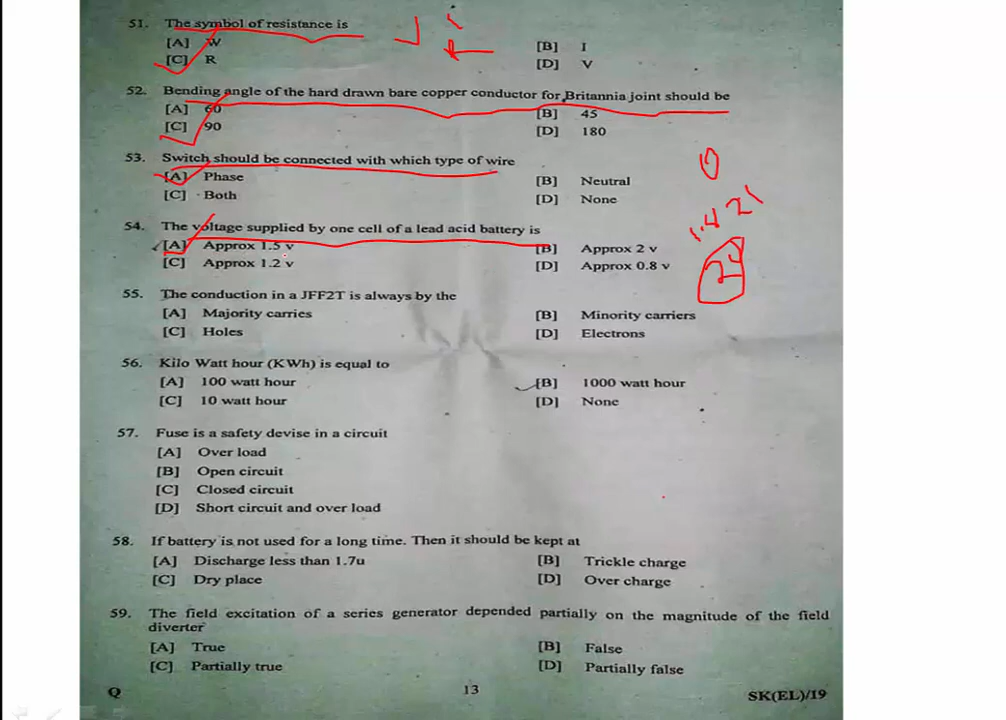 51. The symbol of resistance is
[A] W
[B] I
[C] R
[D] V
52. Bending angle of the hard drawn bare copper conductor for Britannia joint should be
[A] 60
[B] 45
[C] 90
[D] 180
53. Switch should be connected with which type of wire
[A] Phase
[B] Neutral
[C] Both
[D] None
54. The voltage supplied by one cell of a lead acid battery is
[A] Approx 1.5 v
[B] Approx 2 v
[C] Approx 1.2 v
[D] Approx 0.8 v
55. The conduction in a JFF2T is always by the
[A] Majority carries
[B] Minority carriers
[C] Holes
[D] Electrons
56. Kilo Watt hour (KWh) is equal to
[A] 100 watt hour
[B] 1000 watt hour
[C] 10 watt hour
[D] None
57. Fuse is a safety devise in a circuit
[A] Over load
[B] Open circuit
[C] Closed circuit
[D] Short circuit and over load
58. If battery is not used for a long time. Then it should be kept at
[A] Discharge less than 1.7u
[B] Trickle charge
[C] Dry place
[D] Over charge
59. The field excitation of a series generator depended partially on the magnitude of the field
diverter
[A] True
[B] False
[C] Partially true
[D] Partially false
Q
13
SK(EL)/19